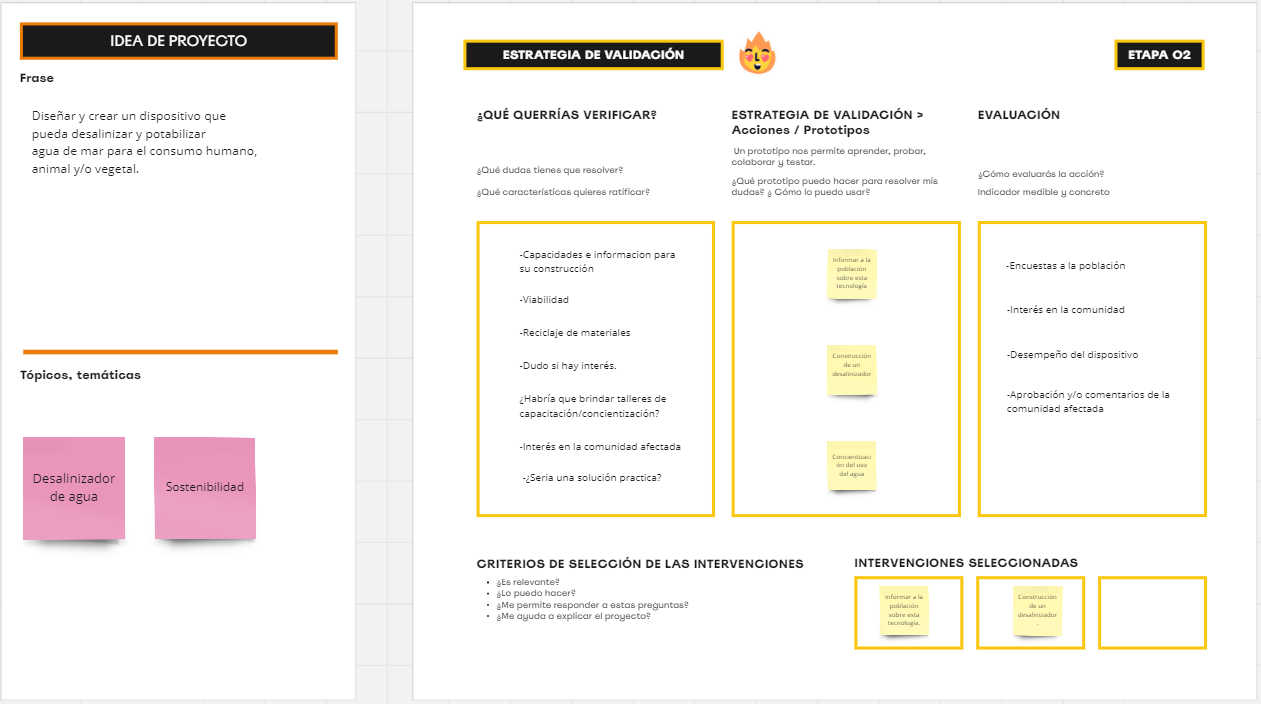 IDEA DE PROYECTO
Frase
Diseñar y crear un dispositivo que
pueda desalinizar y potabilizar
agua de mar para el consumo humano,
animal y/o vegetal.
Tópicos, temáticas
Desalinizador
de agua
Sostenibilidad
ESTRATEGIA DE VALIDACIÓN
ETAPA 02
¿QUÉ QUERRÍAS VERIFICAR?
¿Qué dudas tienes que resolver?
¿Qué características quieres ratificar?
-Capacidades e informacion para
su construcción
-Viabilidad
-Reciclaje de materiales
-Dudo si hay interés.
¿Habría que brindar talleres de
capacitación/concientización?
-Interés en la comunidad afectada
-¿Seria una solución practica?
ESTRATEGIA DE VALIDACIÓN >
Acciones / Prototipos
Un prototipo nos permite aprender, probar,
colaborar y testar.
¿Qué prototipo puedo hacer para resolver mis
dudas? ¿ Cómo lo puedo usar?
Informar a la
población
sobre esta
tecnología
Construcción
de un
desalinizador
Concientizaci
ón del uso
del agua
EVALUACIÓN
¿Cómo evaluarás la acción?
Indicador medible y concreto
-Encuestas a la población
-Interés en la comunidad
-Desempeño del dispositivo
-Aprobación y/o comentarios de la
comunidad afectada
CRITERIOS DE SELECCIÓN DE LAS INTERVENCIONES
• ¿Es relevante?
• ¿Lo puedo hacer?
• ¿Me permite responder a estas preguntas?
• ¿Me ayuda a explicar el proyecto?
INTERVENCIONES SELECCIONADAS
Informar a la
población
sobre esta
tecnología.
Construcción
de un
desalinizador
.